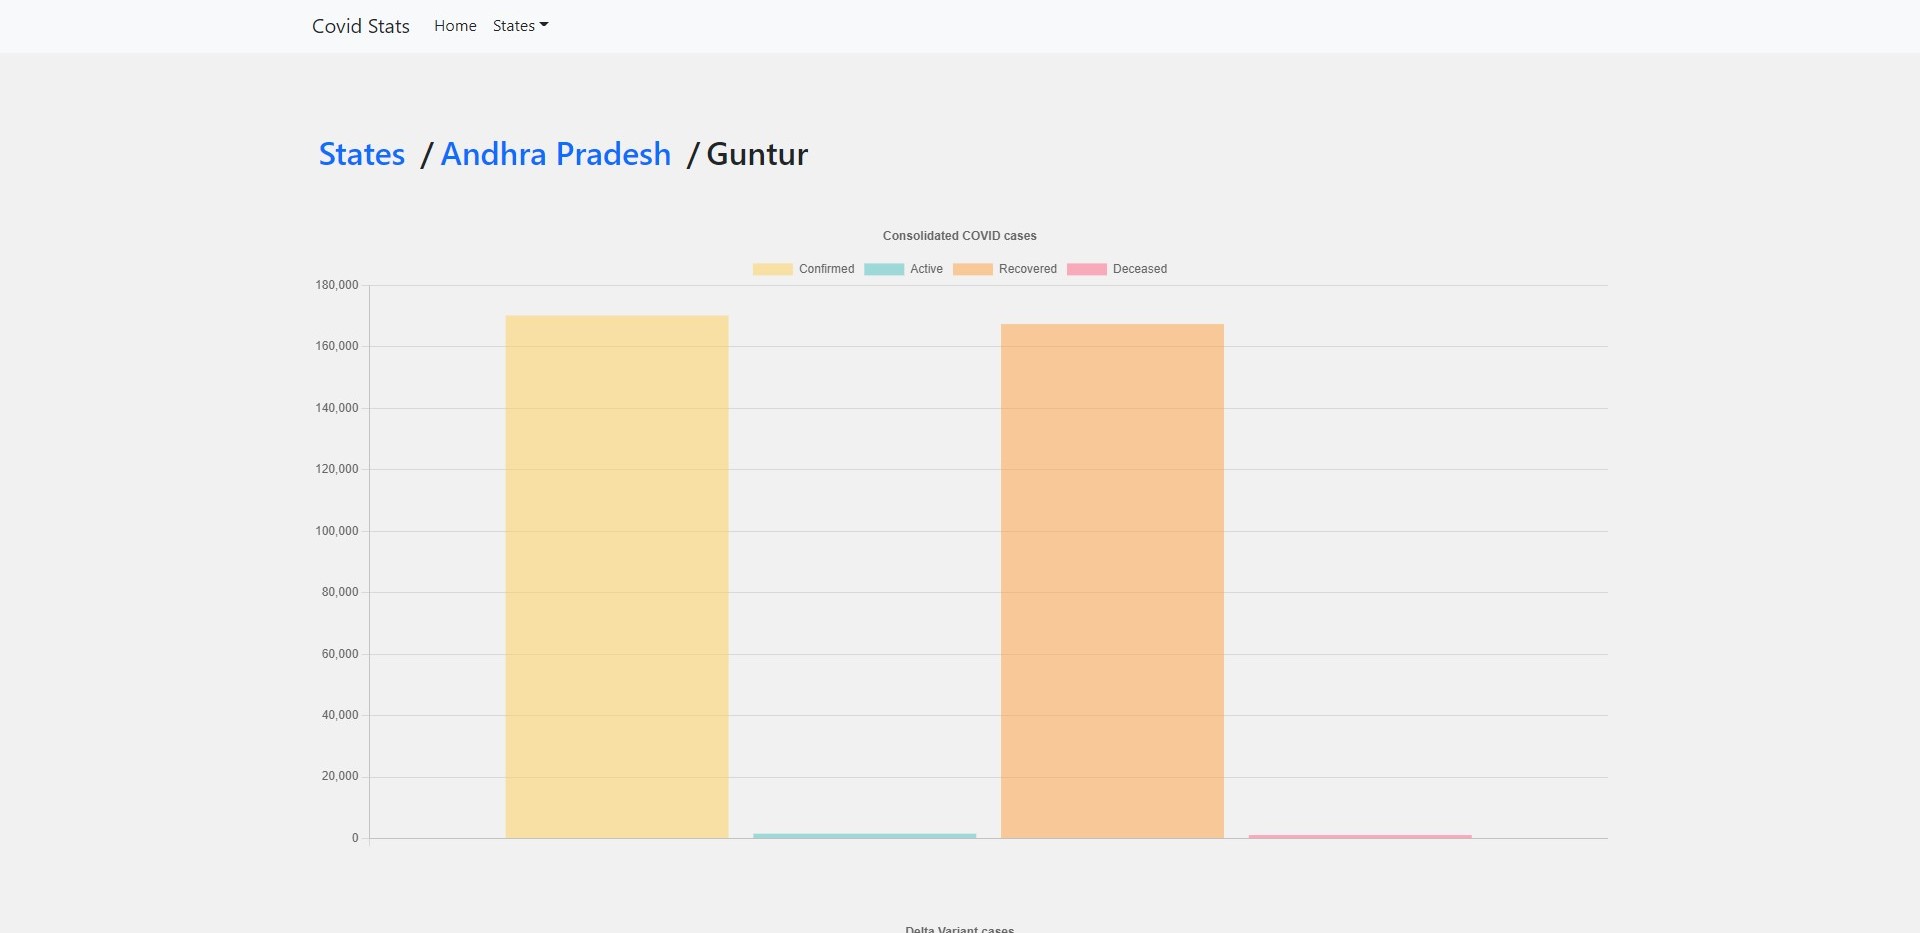 Covid Stats Home States
States / Andhra Pradesh / Guntur
Consolidated COVID cases
Confirmed Active Recovered Deceased
180,000
160,000
140,000
120,000
100,000
80,000
60,000
40,000
20,000
0
Delta Variant cases